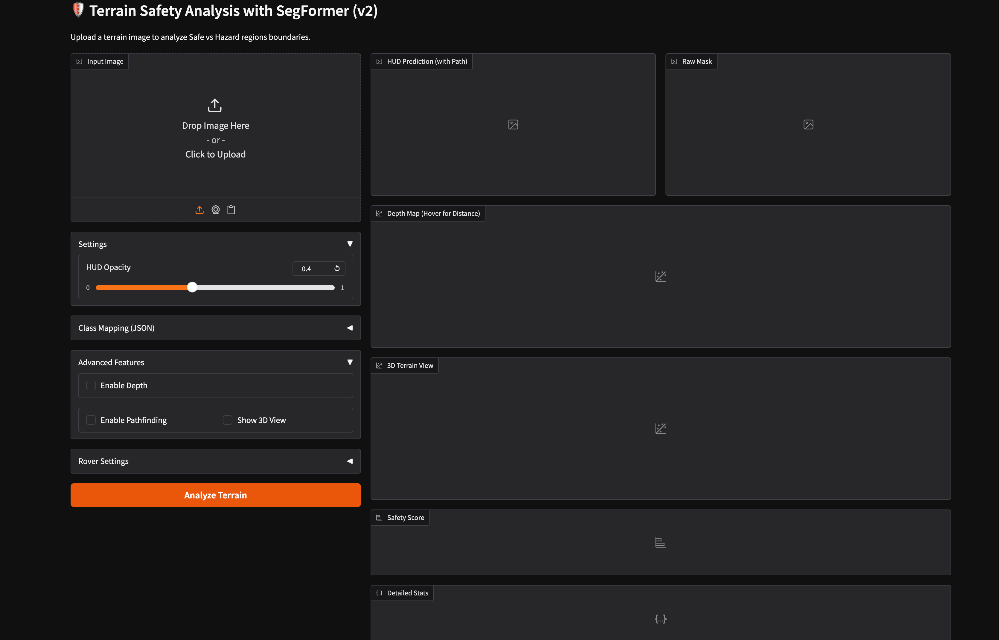 Terrain Safety Analysis with SegFormer (v2)
Upload a terrain image to analyze Safe vs Hazard regions boundaries.
Input Image
Drop Image Here
- or -
Click to Upload
Settings
HUD Opacity
0.4
0
1
Class Mapping (JSON)
Advanced Features
Enable Depth
Enable Pathfinding
Show 3D View
Rover Settings
Analyze Terrain
HUD Prediction (with Path)
Raw Mask
Depth Map (Hover for Distance)
3D Terrain View
Safety Score
Detailed Stats